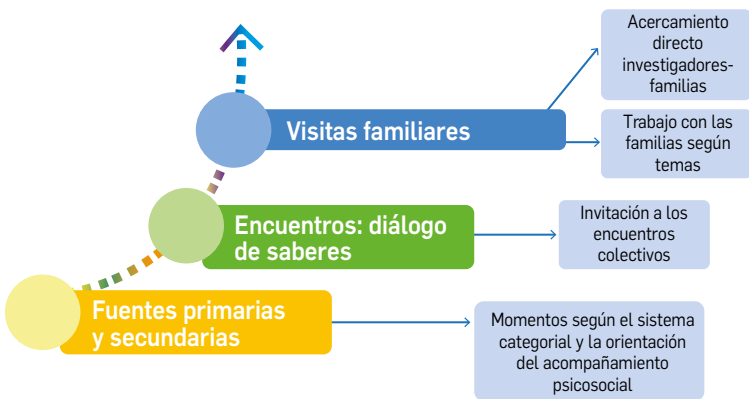 Acercamiento
directo
investigadores-
familias
Visitas familiares
Trabajo con las
familias según
temas
Encuentros: diálogo
de saberes
Invitación a los
encuentros
colectivos
Fuentes primarias
y secundarias
Momentos según el sistema
categorial y la orientación
del acompañamiento
psicosocial